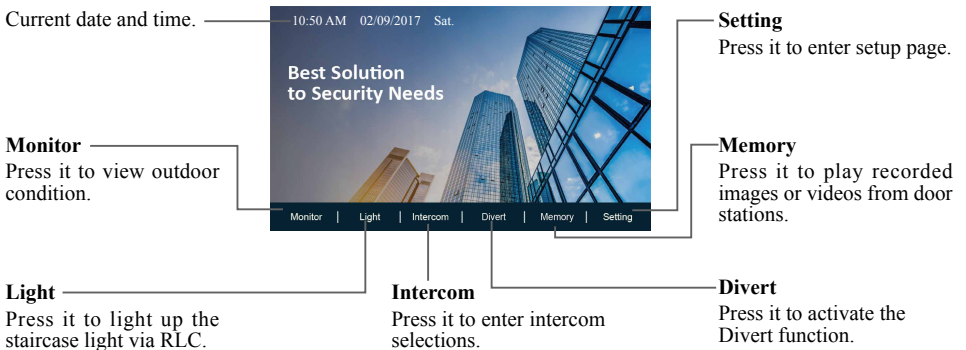 Current date and time.
10:50 AM 02/09/2017 Sat.
Setting
Press it to enter setup page.
Best Solution
to Security Needs
Monitor
Press it to view outdoor
condition.
Memory
Press it to play recorded
images or videos from door
stations.
Monitor | Light | Intercom | Divert | Memory | Setting
Light
Press it to light up the
staircase light via RLC.
Intercom
Press it to enter intercom
selections.
Divert
Press it to activate the
Divert function.